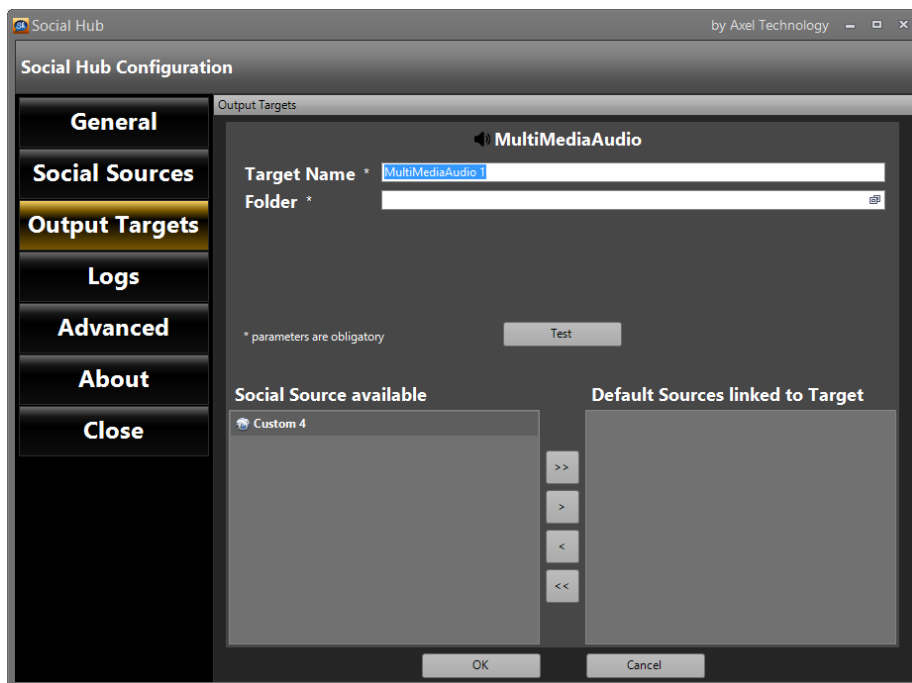 Social Hub
by Axel Technology
Social Hub Configuration
General
Social Sources
Output Targets
Logs
Advanced
About
Close
Output Targets
MultiMediaAudio
Target Name *
MultiMediaAudio 1
Folder *
* parameters are obligatory
Test
Social Source available
Default Sources linked to Target
Custom 4
>>
>
<
<<
OK
Cancel